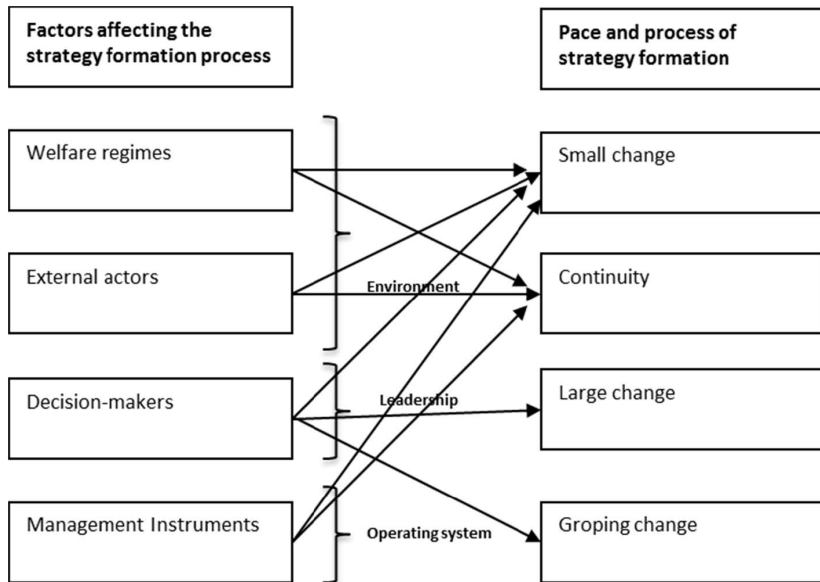 Factors affecting the
strategy formation process
Pace and process of
strategy formation
Welfare regimes
Small change
External actors
Environment
Continuity
Decision-makers
Leadership
Large change
Management Instruments
Operating system
Groping change